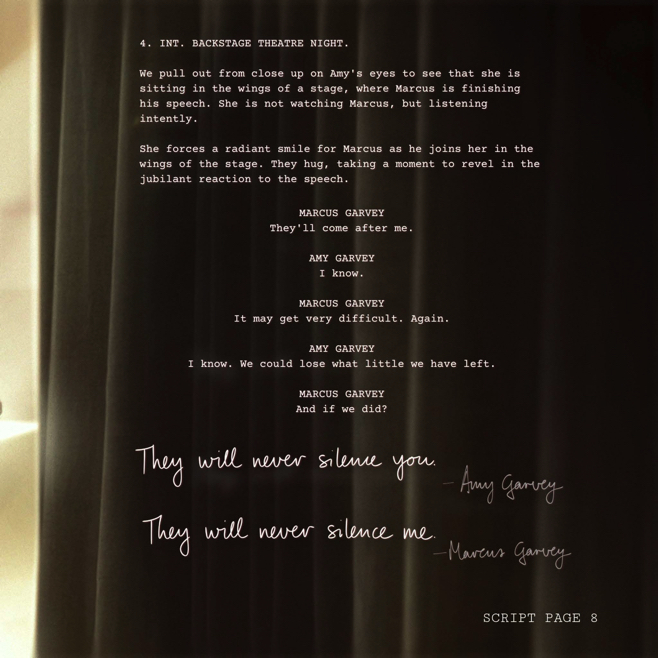 4. INT. BACKSTAGE THEATRE NIGHT.
We pull out from close up on Amy's eyes to see that she is
sitting in the wings of a stage, where Marcus is finishing
his speech. She is not watching Marcus, but listening
intently.
She forces a radiant smile for Marcus as he joins her in the
wings of the stage. They hug, taking a moment to revel in the
jubilant reaction to the speech.
MARCUS GARVEY
They'll come after me.
AMY GARVEY
I know.
MARCUS GARVEY
It may get very difficult. Again.
AMY GARVEY
I know. We could lose what little we have left.
MARCUS GARVEY
And if we did?
They will never silence you.
- Amy Garvey
They will never silence me.
- Marcus Garvey
SCRIPT PAGE 8